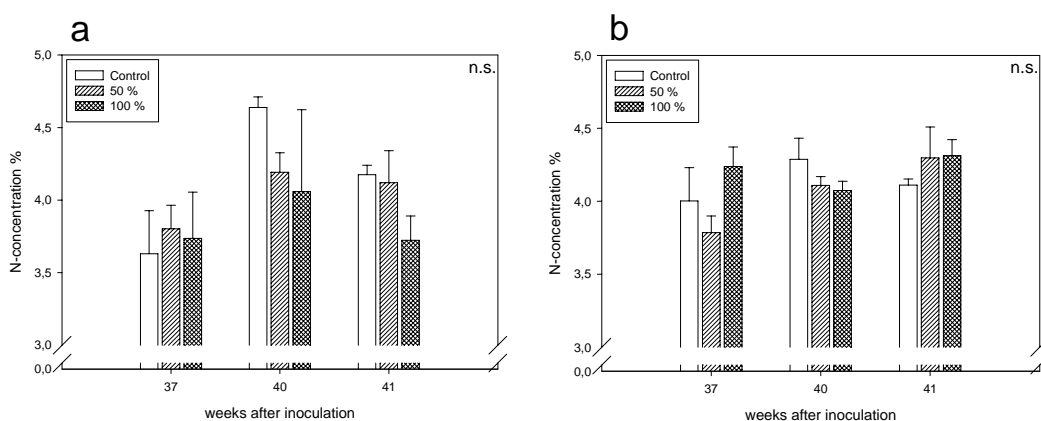 a
5,0
n.s.
Control
50 %
100 %
4,5
4,0
3,5
3,0
0,0
N-concentration %
37 40 41
weeks after inoculation
b
5,0
n.s.
Control
50 %
100 %
4,5
4,0
3,5
3,0
0,0
N-concentration %
37 40 41
weeks after inoculation